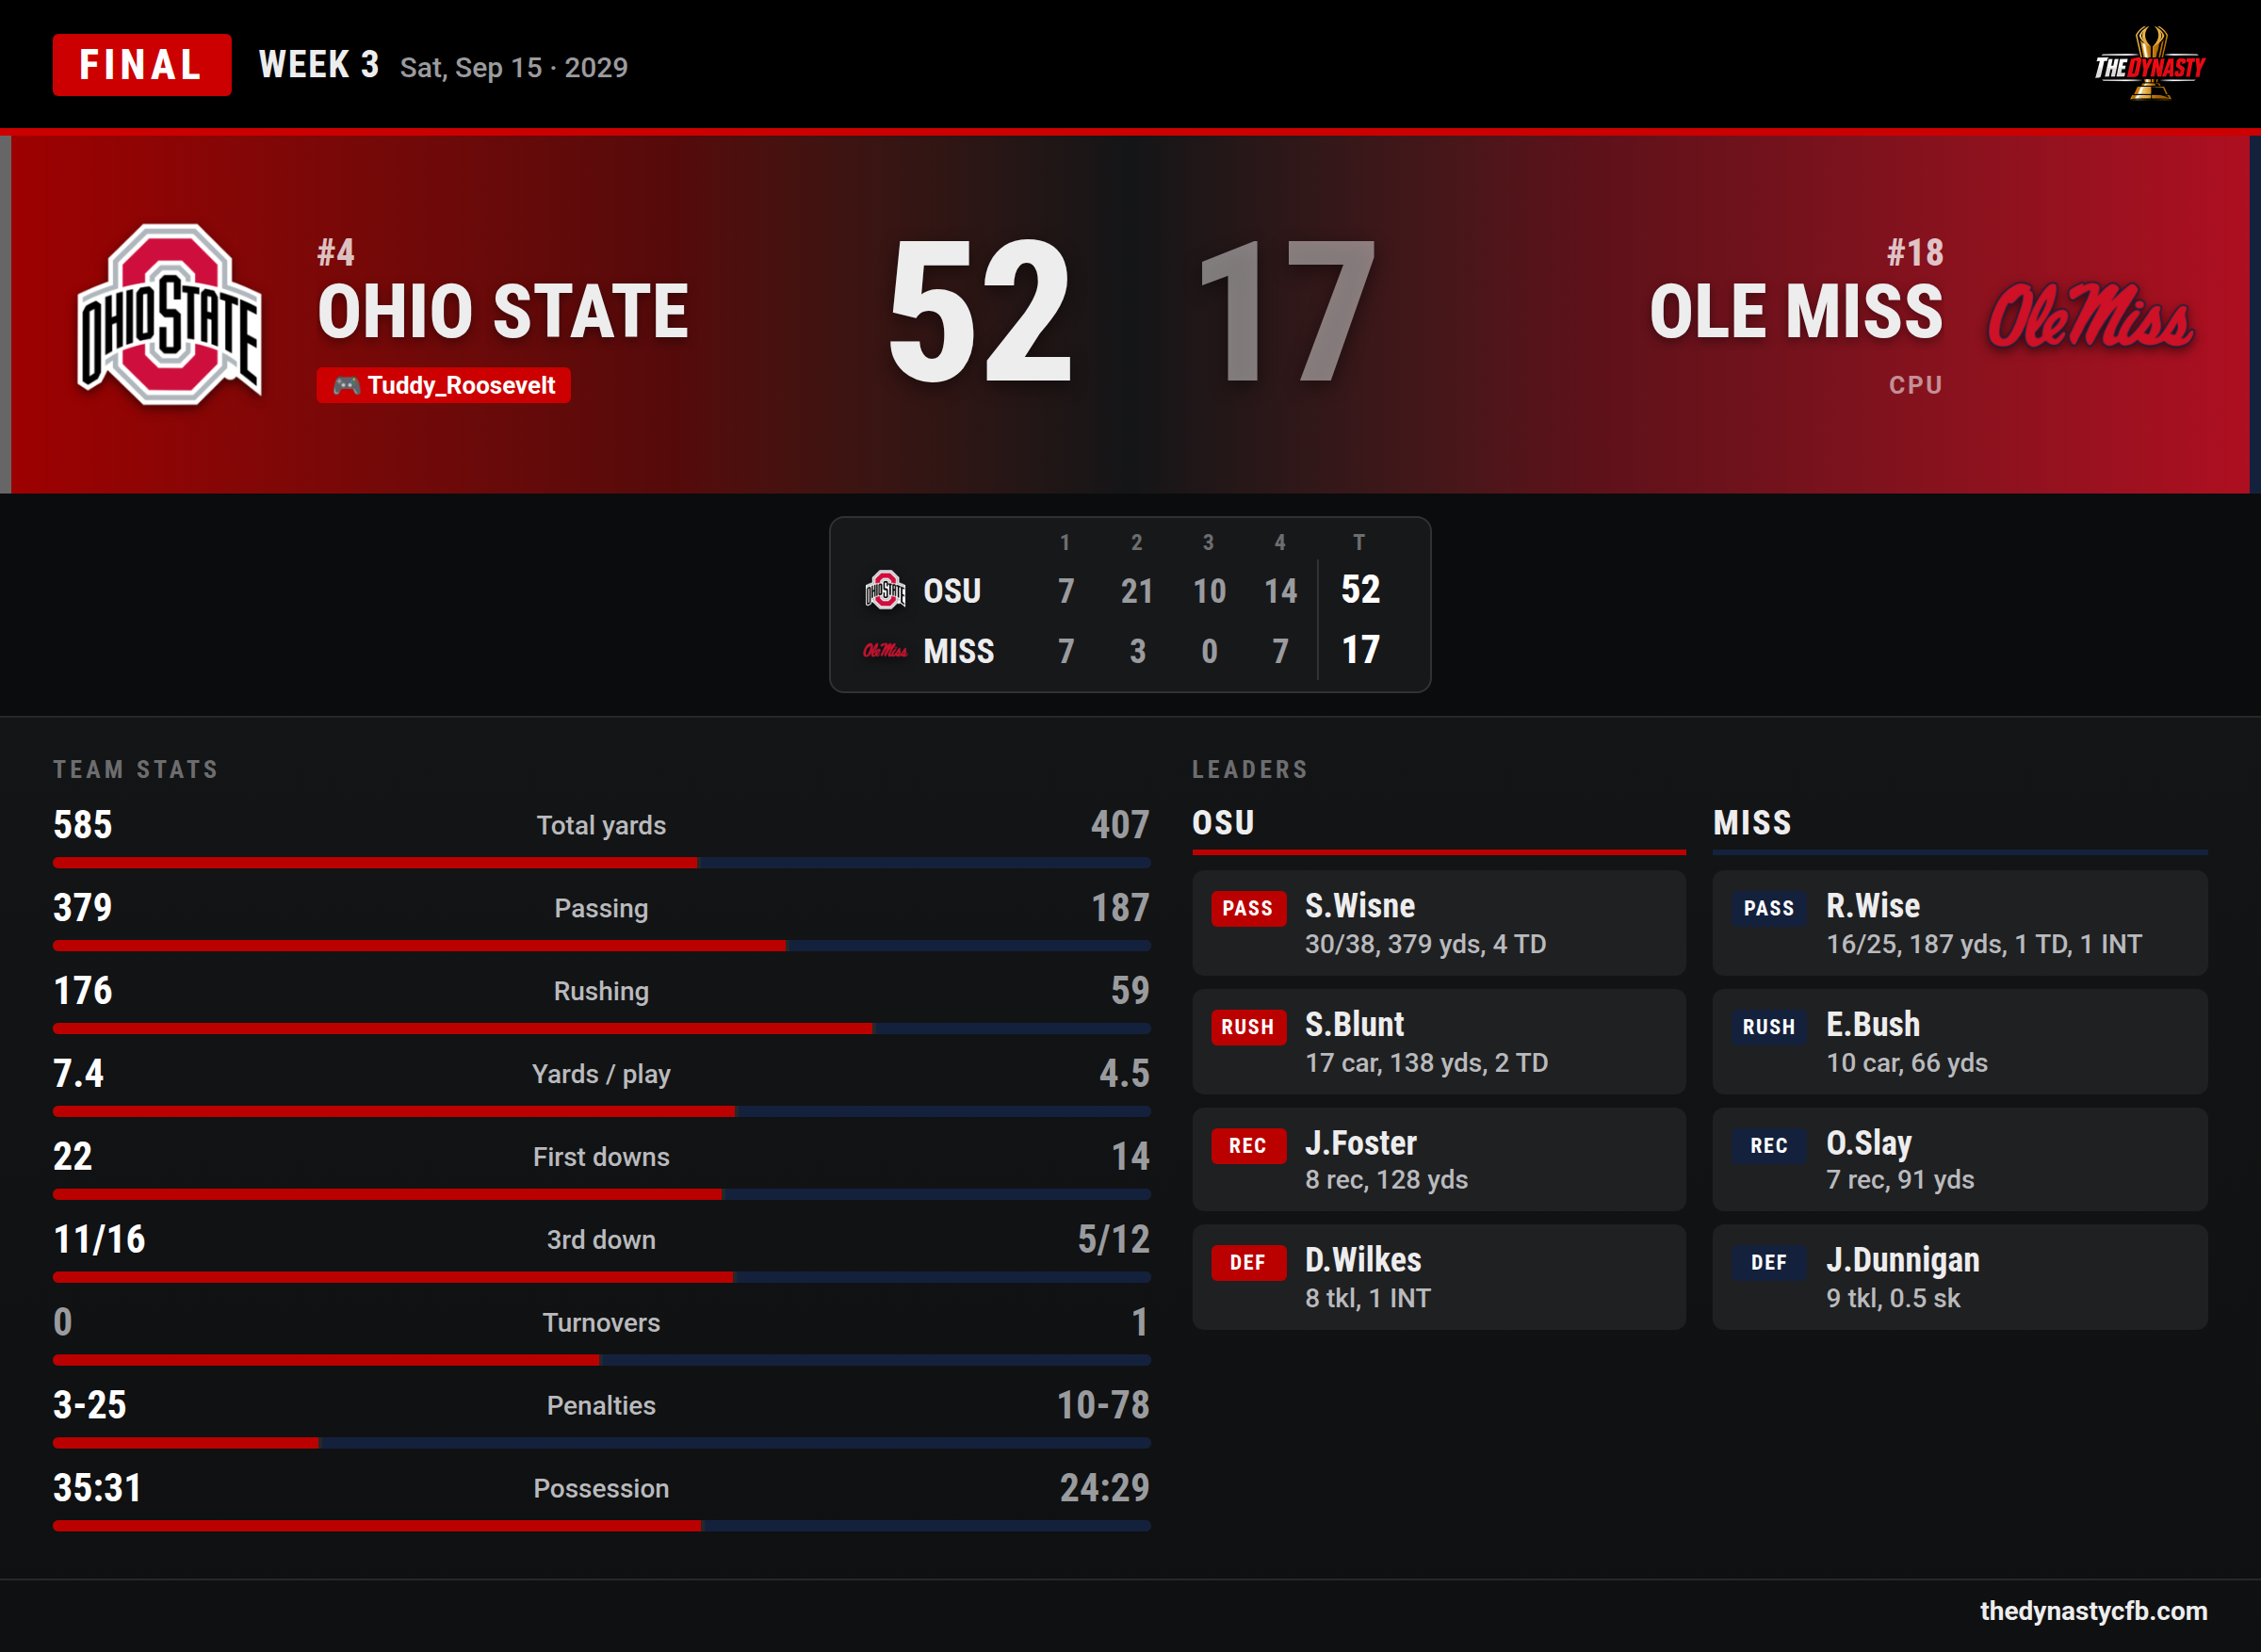 FINAL WEEK 3 Sat, Sep 15 · 2029
THE DYNASTY
OHIO STATE
#4
OHIO STATE
🎮 Tuddy_Roosevelt
52 17
#18
OLE MISS
CPU
Ole Miss
1 2 3 4 T
OHIO STATE OSU 7 21 10 14 52
Ole Miss MISS 7 3 0 7 17
TEAM STATS
585 Total yards 407
379 Passing 187
176 Rushing 59
7.4 Yards / play 4.5
22 First downs 14
11/16 3rd down 5/12
0 Turnovers 1
3-25 Penalties 10-78
35:31 Possession 24:29
LEADERS
OSU
PASS S.Wisne
30/38, 379 yds, 4 TD
RUSH S.Blunt
17 car, 138 yds, 2 TD
REC J.Foster
8 rec, 128 yds
DEF D.Wilkes
8 tkl, 1 INT
MISS
PASS R.Wise
16/25, 187 yds, 1 TD, 1 INT
RUSH E.Bush
10 car, 66 yds
REC O.Slay
7 rec, 91 yds
DEF J.Dunnigan
9 tkl, 0.5 sk
thedynastycfb.com